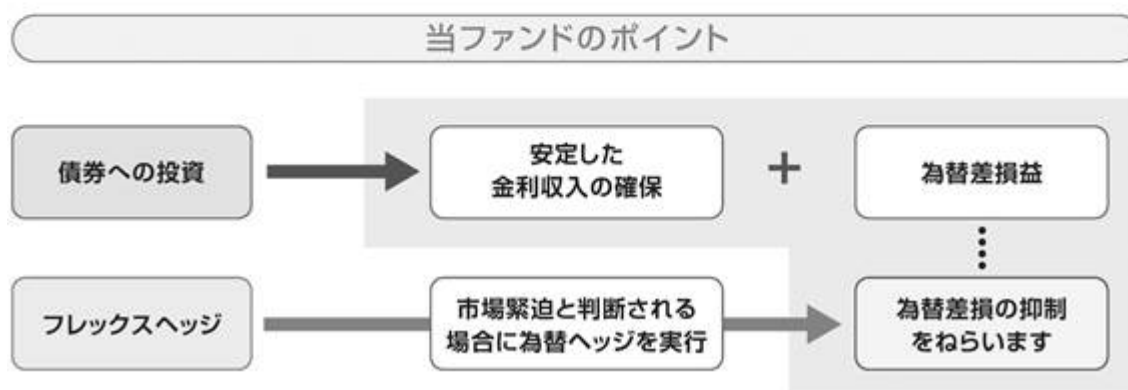 当ファンドのポイント
債券への投資
安定した
金利収入の確保
+
為替差損益
フレックスヘッジ
市場緊迫と判断される
場合に為替ヘッジを実行
為替差損の抑制
をねらいます